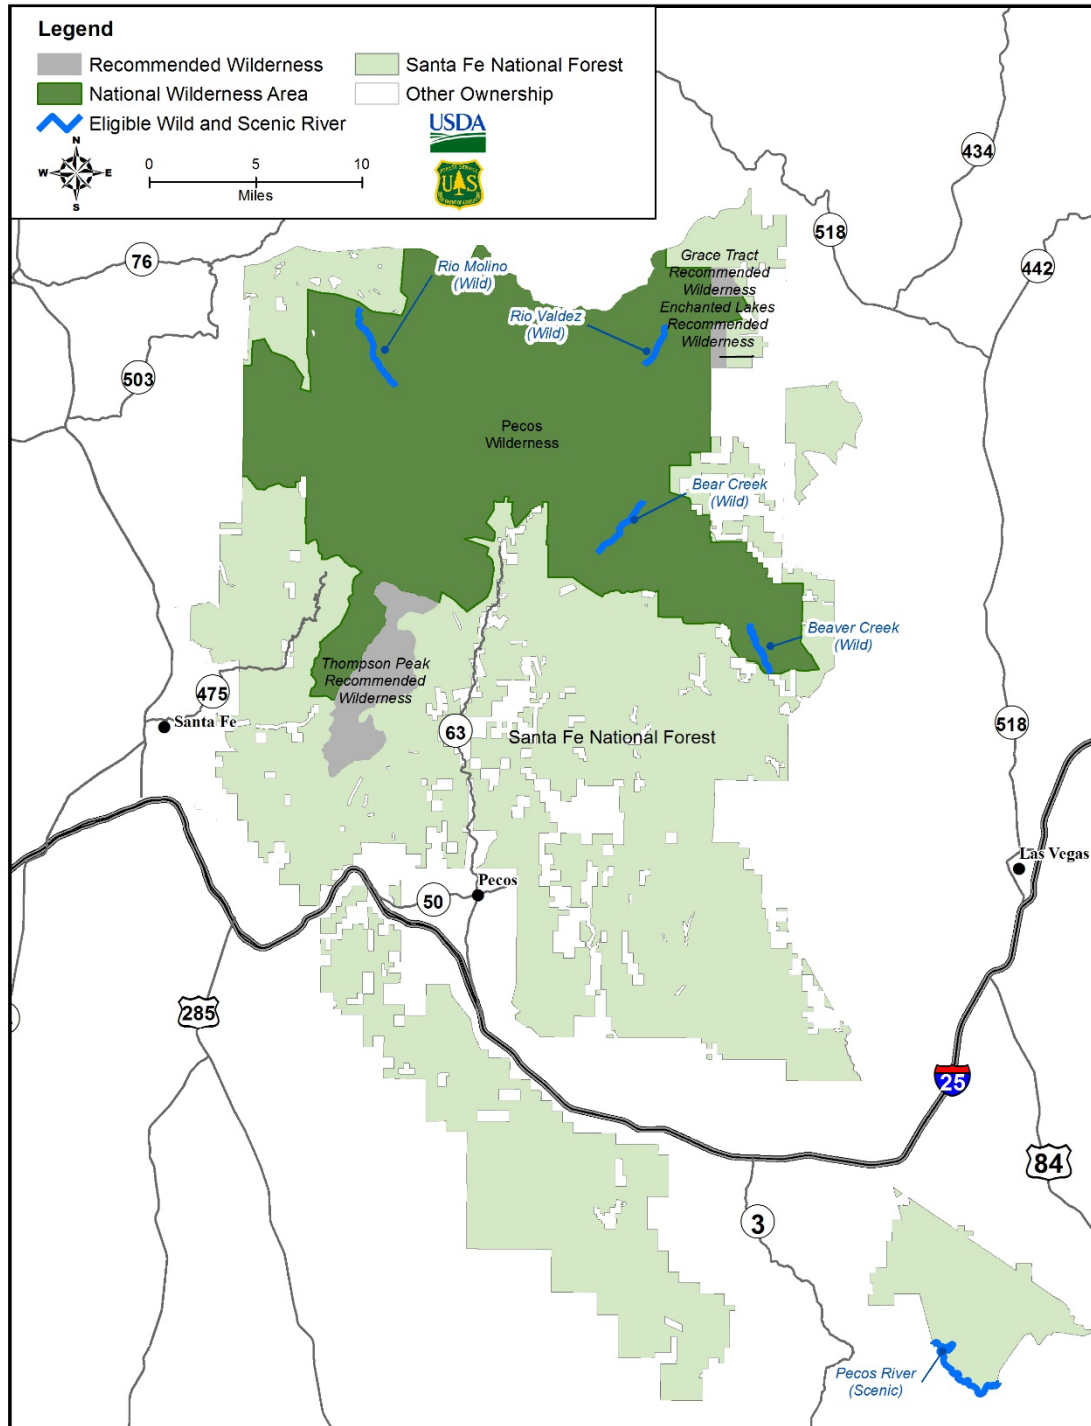 Legend
Recommended Wilderness
Santa Fe National Forest
National Wilderness Area
Other Ownership
Eligible Wild and Scenic River
USDA
N
W E
S
0 5 10
Miles
U S
434
518
76
442
Rio Molino
(Wild)
Grace Tract
Recommended
Wilderness
Enchanted Lakes
Recommended
Wilderness
Rio Valdez
(Wild)
503
Pecos
Wilderness
Bear Creek
(Wild)
Beaver Creek
(Wild)
Thompson Peak
Recommended
Wilderness
475
Santa Fe
63
Santa Fe National Forest
518
Las Vegas
Pecos
50
285
25
84
3
Pecos River
(Scenic)